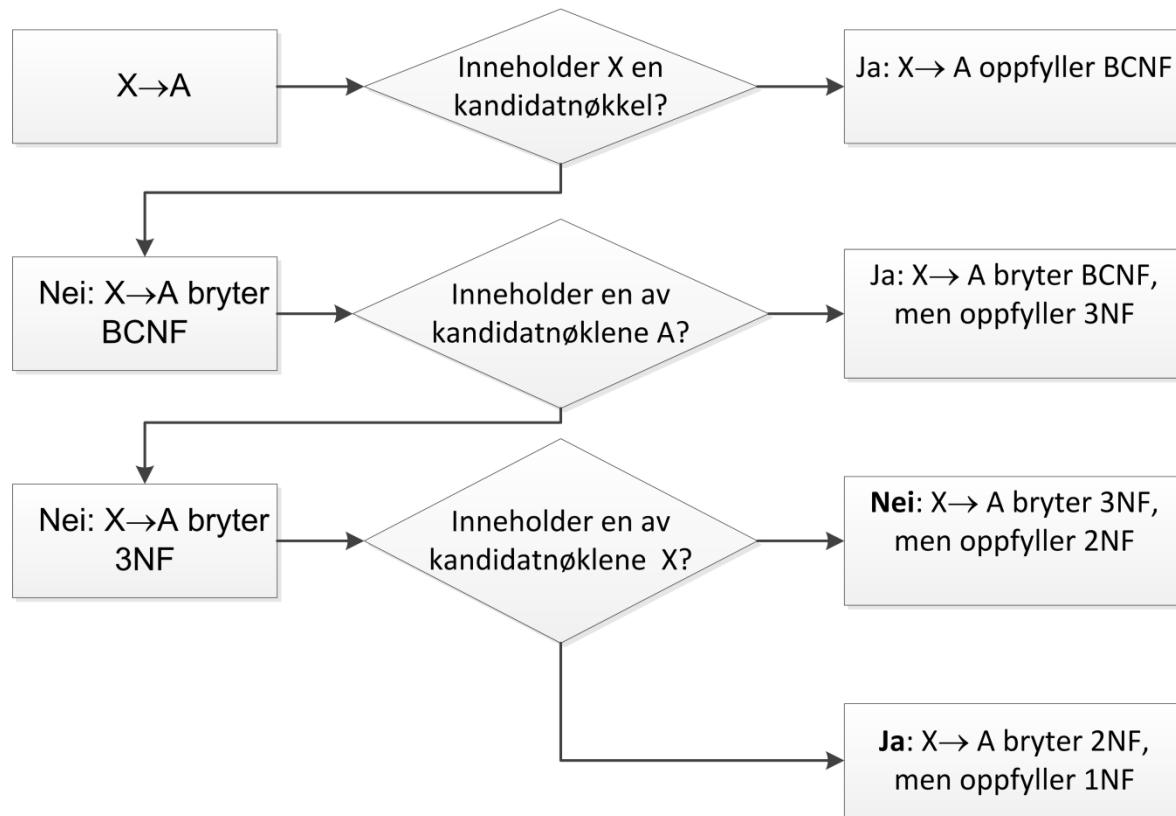 X→A
Inneholder X en
kandidatnøkkel?
Ja: X→ A oppfyller BCNF
Nei: X→A bryter
BCNF
Inneholder en av
kandidatnøklene A?
Ja: X→ A bryter BCNF,
men oppfyller 3NF
Nei: X→A bryter
3NF
Inneholder en av
kandidatnøklene  X?
Nei: X→ A bryter 3NF,
men oppfyller 2NF
Ja: X→ A bryter 2NF,
men oppfyller 1NF